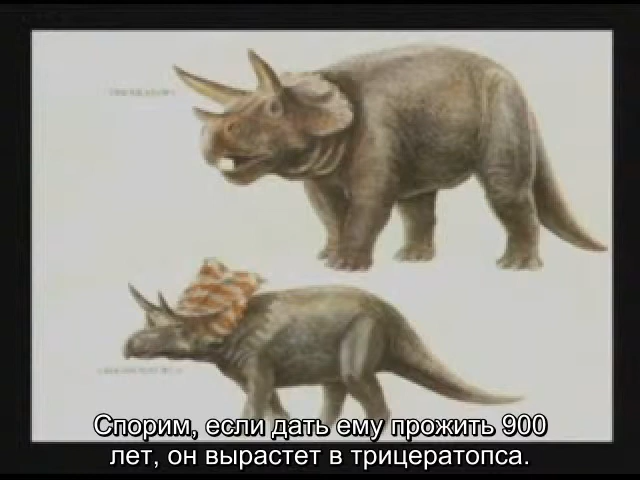 Спорим, если дать ему прожить 900
лет, он вырастет в трицератопса.